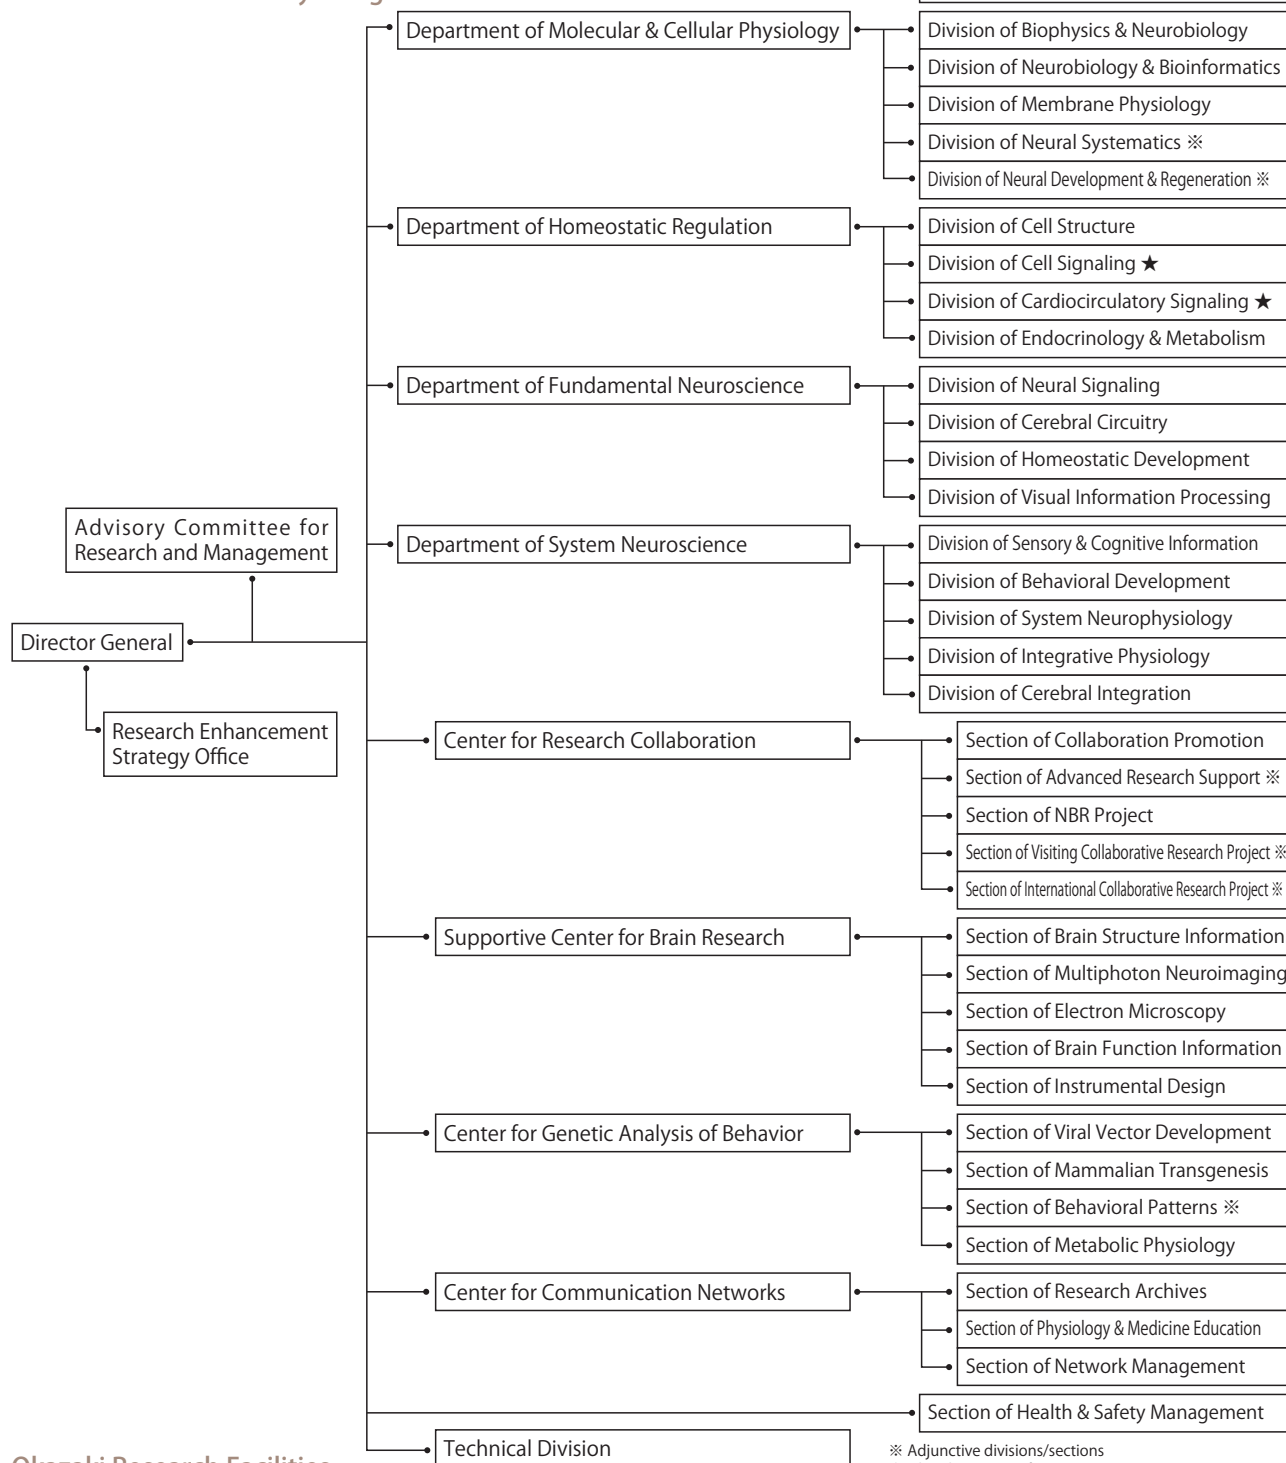 Department of Molecular & Cellular Physiology
Division of Biophysics & Neurobiology
Division of Neurobiology & Bioinformatics
Division of Membrane Physiology
Division of Neural Systematics ※
Division of Neural Development & Regeneration ※
Department of Homeostatic Regulation
Division of Cell Structure
Division of Cell Signaling ★
Division of Cardiocirculatory Signaling ★
Division of Endocrinology & Metabolism
Department of Fundamental Neuroscience
Division of Neural Signaling
Division of Cerebral Circuitry
Division of Homeostatic Development
Division of Visual Information Processing
Advisory Committee for
Research and Management
Director General
Research Enhancement
Strategy Office
Department of System Neuroscience
Division of Sensory & Cognitive Information
Division of Behavioral Development
Division of System Neurophysiology
Division of Integrative Physiology
Division of Cerebral Integration
Center for Research Collaboration
Section of Collaboration Promotion
Section of Advanced Research Support ※
Section of NBR Project
Section of Visiting Collaborative Research Project ※
Section of International Collaborative Research Project ※
Supportive Center for Brain Research
Section of Brain Structure Information
Section of Multiphoton Neuroimaging
Section of Electron Microscopy
Section of Brain Function Information
Section of Instrumental Design
Center for Genetic Analysis of Behavior
Section of Viral Vector Development
Section of Mammalian Transgenesis
Section of Behavioral Patterns ※
Section of Metabolic Physiology
Center for Communication Networks
Section of Research Archives
Section of Physiology & Medicine Education
Section of Network Management
Section of Health & Safety Management
Technical Division
※ Adjunctive divisions/sections
Okazaki Research Facilities